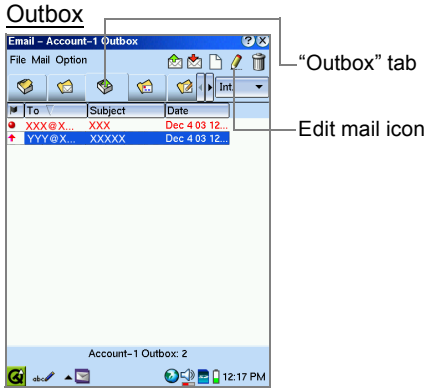 Outbox
Email – Account–1 Outbox
File Mail Option
“Outbox” tab
Int.
To Subject Date
XXX@X... XXX Dec 4 03 12...
YYY@X... XXXXX Dec 4 03 12...
Edit mail icon
Account–1 Outbox: 2
abc 12:17 PM